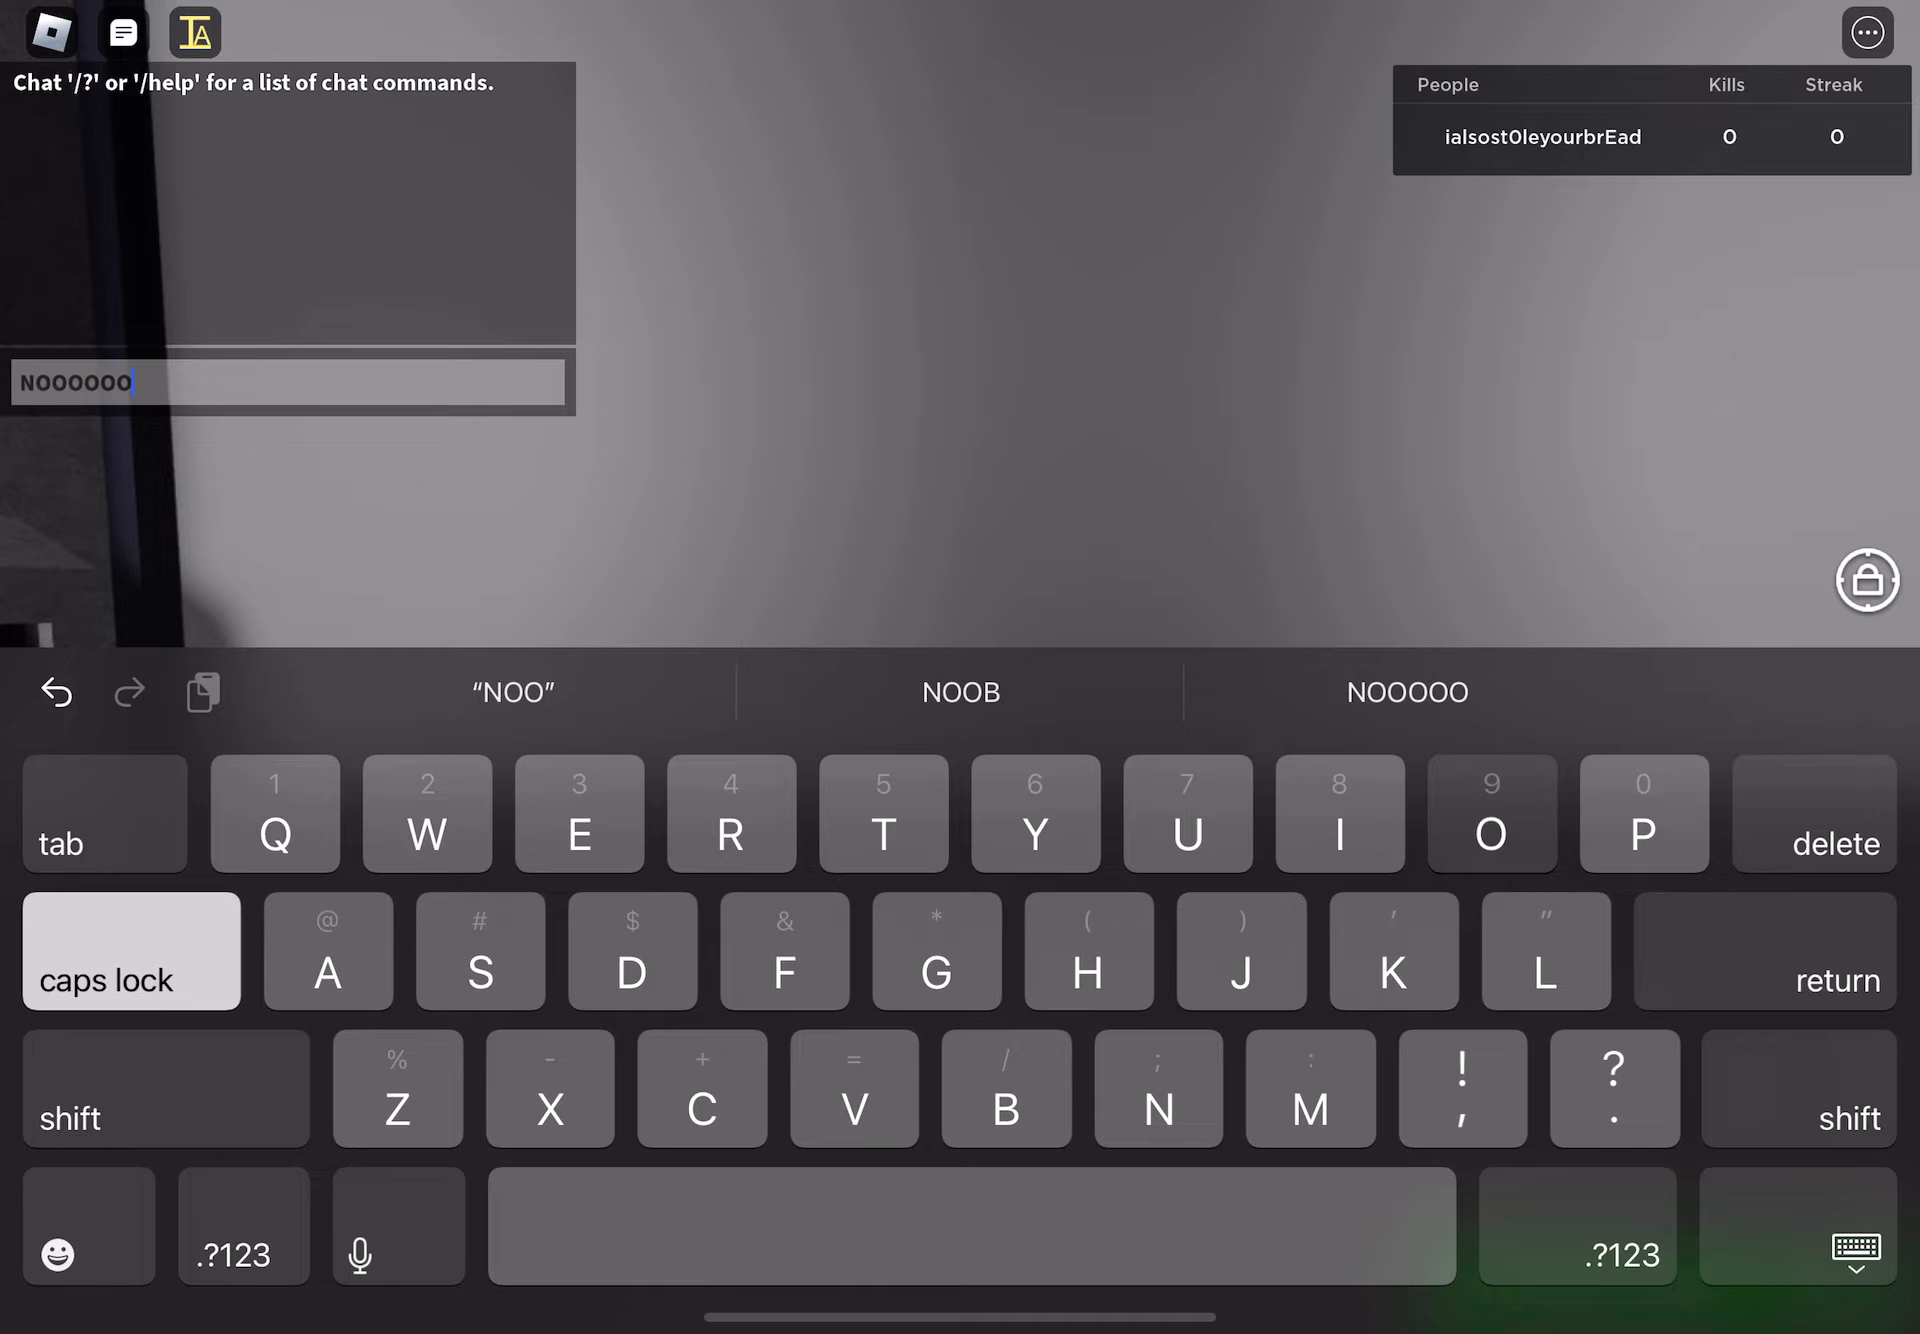 IA
Chat '/?' or '/help' for a list of chat commands.
People Kills Streak
ialsost0leyourbrEad 0 0
NOOOOOO
“NOO” NOOB NOOOOO
1 2 3 4 5 6 7 8 9 0
tab Q W E R T Y U I O P delete
@ # $ & * ( ) ' "
caps lock A S D F G H J K L return
% - + = / ; : ! ?
shift Z X C V B N M , . shift
.?123 .?123